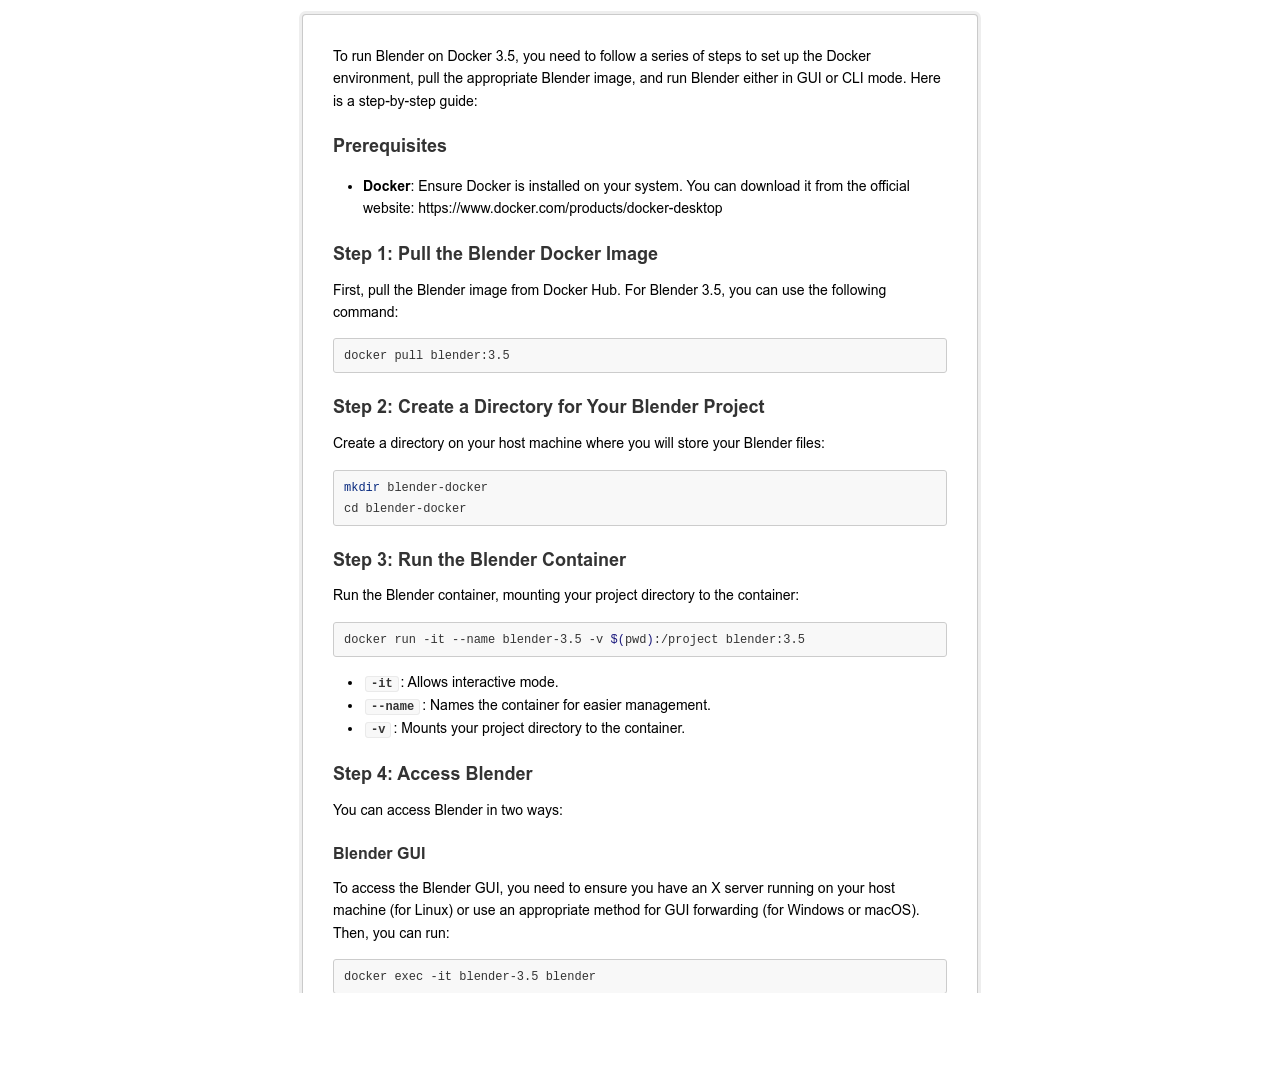 To run Blender on Docker 3.5, you need to follow a series of steps to set up the Docker
environment, pull the appropriate Blender image, and run Blender either in GUI or CLI mode. Here
is a step-by-step guide:
Prerequisites
• Docker: Ensure Docker is installed on your system. You can download it from the official
website: https://www.docker.com/products/docker-desktop
Step 1: Pull the Blender Docker Image
First, pull the Blender image from Docker Hub. For Blender 3.5, you can use the following
command:
docker pull blender:3.5
Step 2: Create a Directory for Your Blender Project
Create a directory on your host machine where you will store your Blender files:
mkdir blender-docker
cd blender-docker
Step 3: Run the Blender Container
Run the Blender container, mounting your project directory to the container:
docker run -it --name blender-3.5 -v $(pwd):/project blender:3.5
• -it : Allows interactive mode.
• --name : Names the container for easier management.
• -v : Mounts your project directory to the container.
Step 4: Access Blender
You can access Blender in two ways:
Blender GUI
To access the Blender GUI, you need to ensure you have an X server running on your host
machine (for Linux) or use an appropriate method for GUI forwarding (for Windows or macOS).
Then, you can run:
docker exec -it blender-3.5 blender